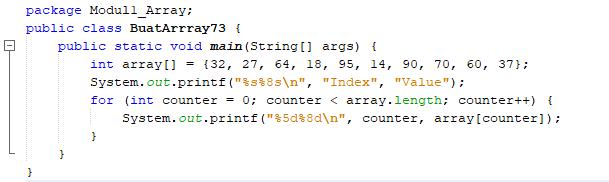 package Modul1_Array;
public class BuatArrray73 {
public static void main(String[] args) {
int array[] = {32, 27, 64, 18, 95, 14, 90, 70, 60, 37};
System.out.printf("%s%8s\n", "Index", "Value");
for (int counter = 0; counter < array.length; counter++) {
System.out.printf("%5d%8d\n", counter, array[counter]);
}
}
}